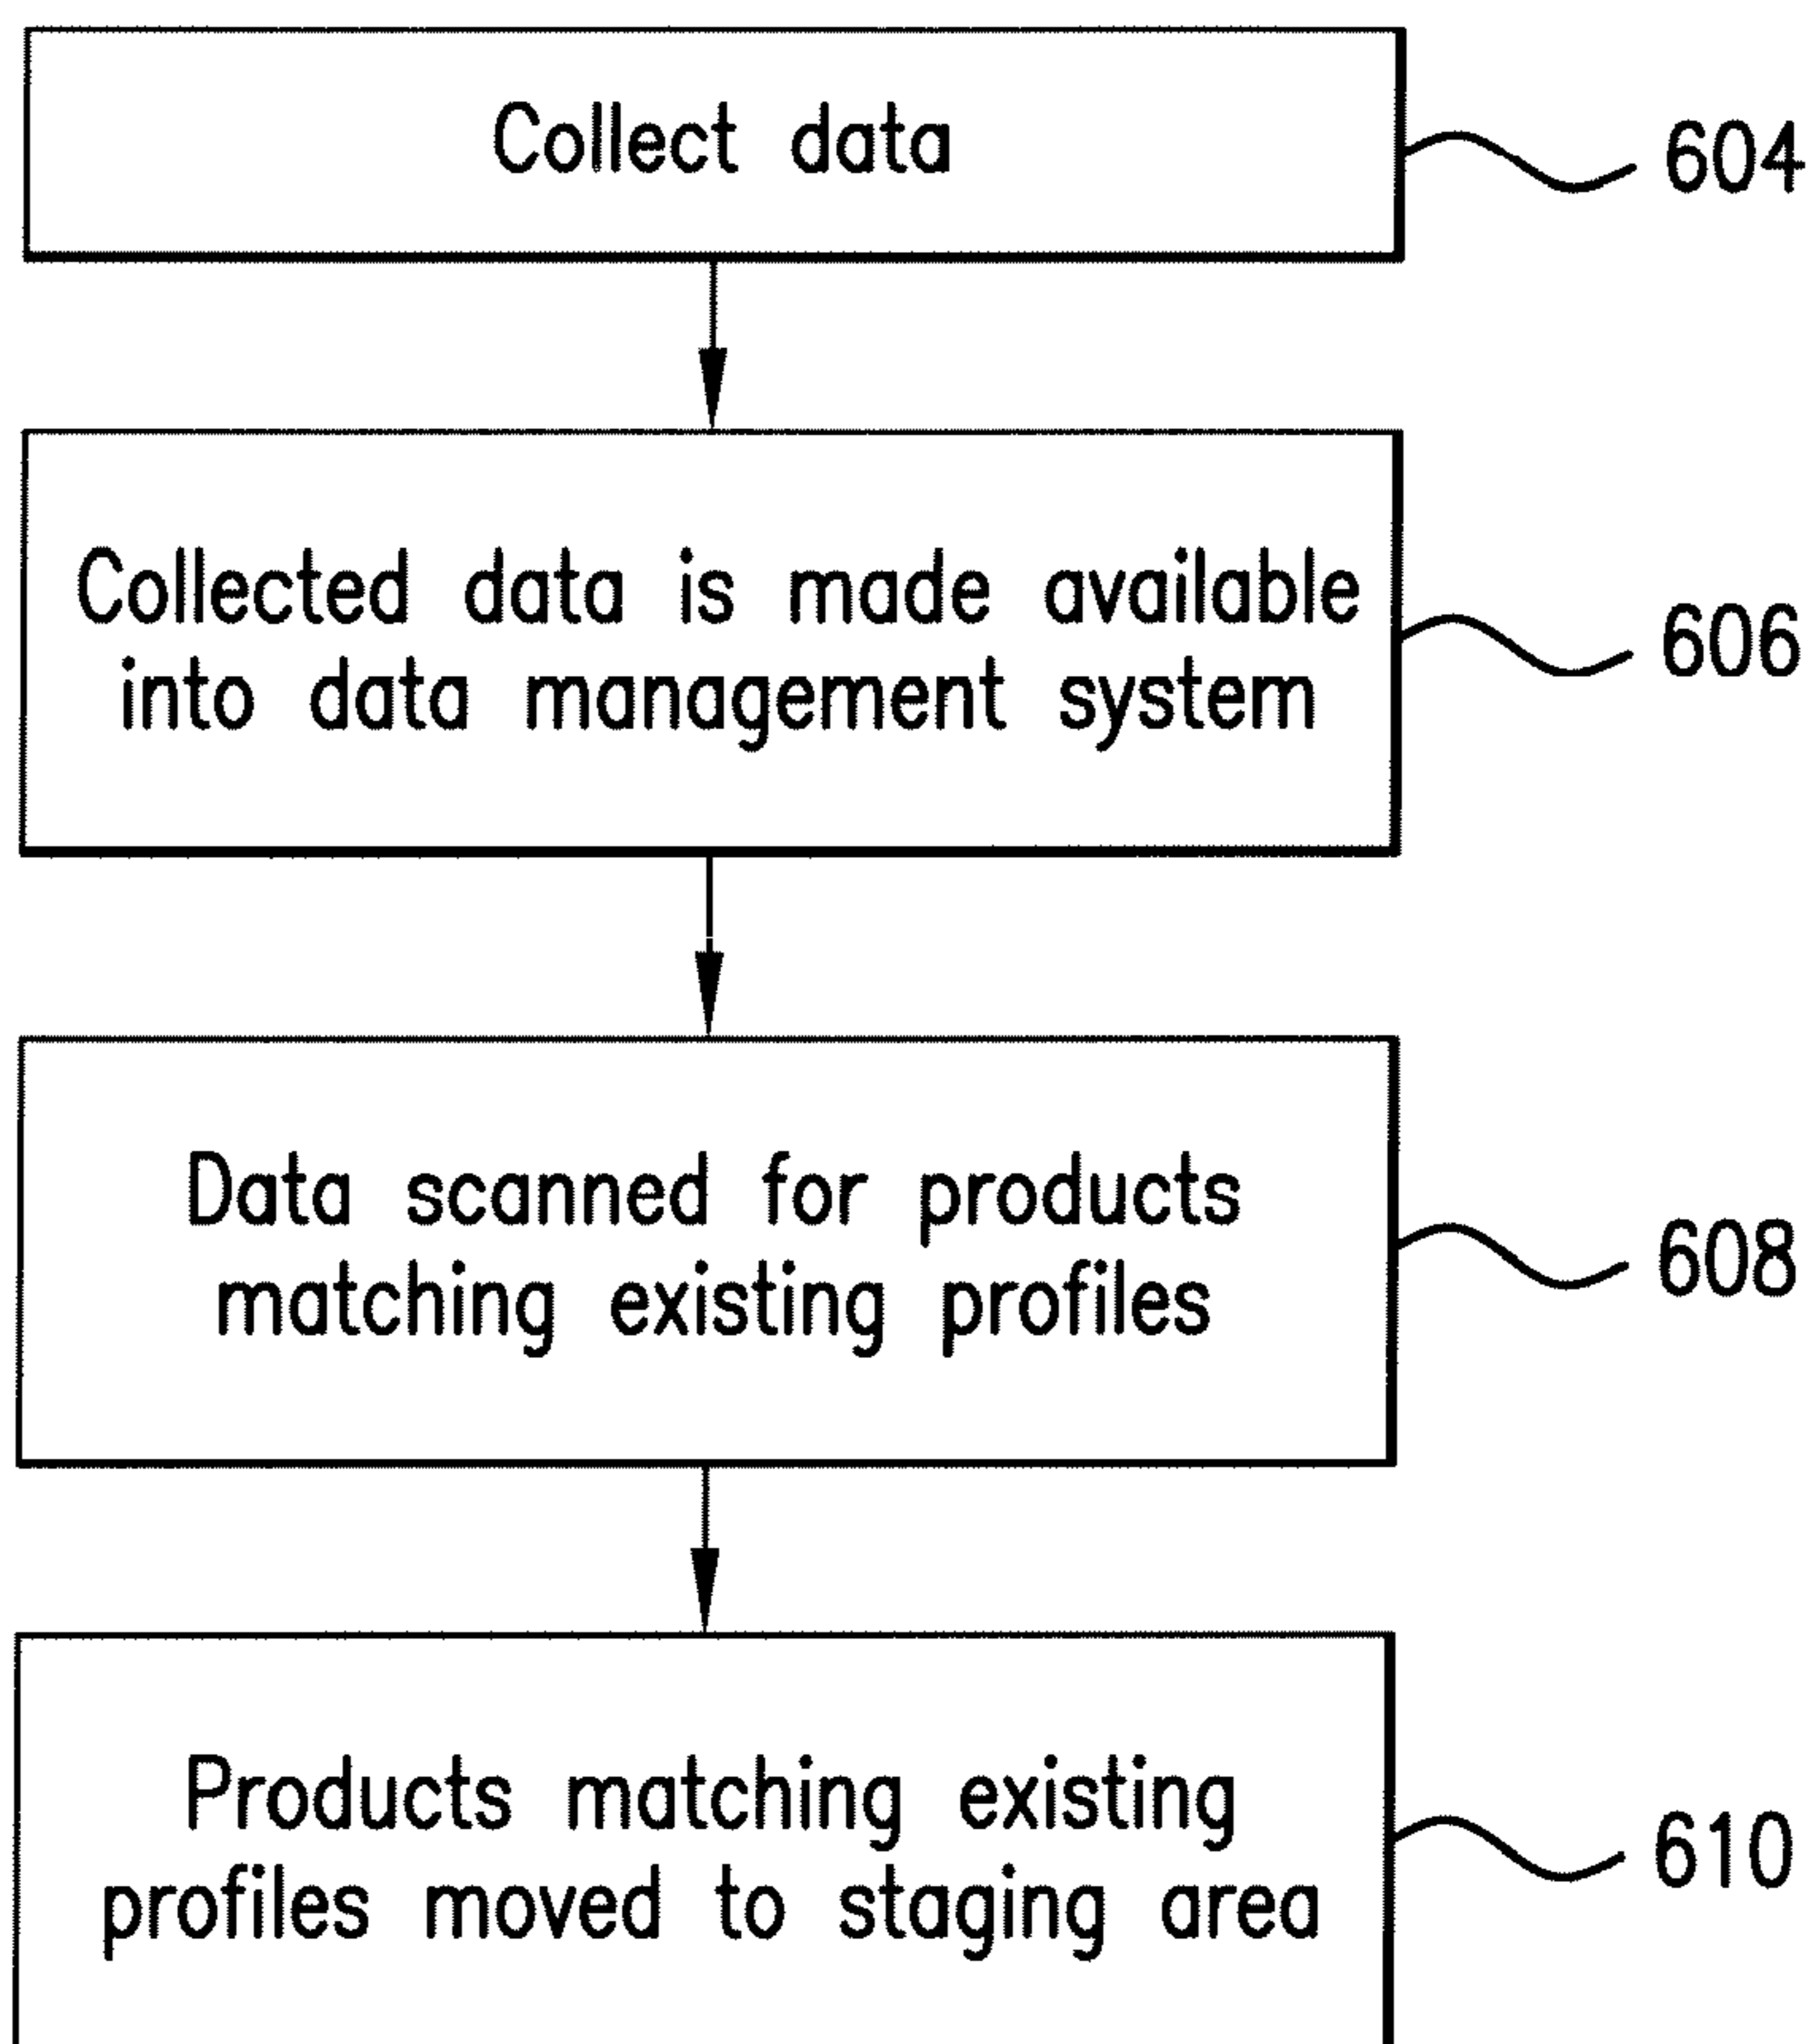 Collect data
604
Collected data is made available
into data management system
606
Data scanned for products
matching existing profiles
608
Products matching existing
profiles moved to staging area
610